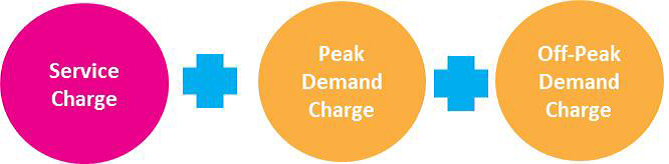 Service
Charge
Peak
Demand
Charge
Off-Peak
Demand
Charge